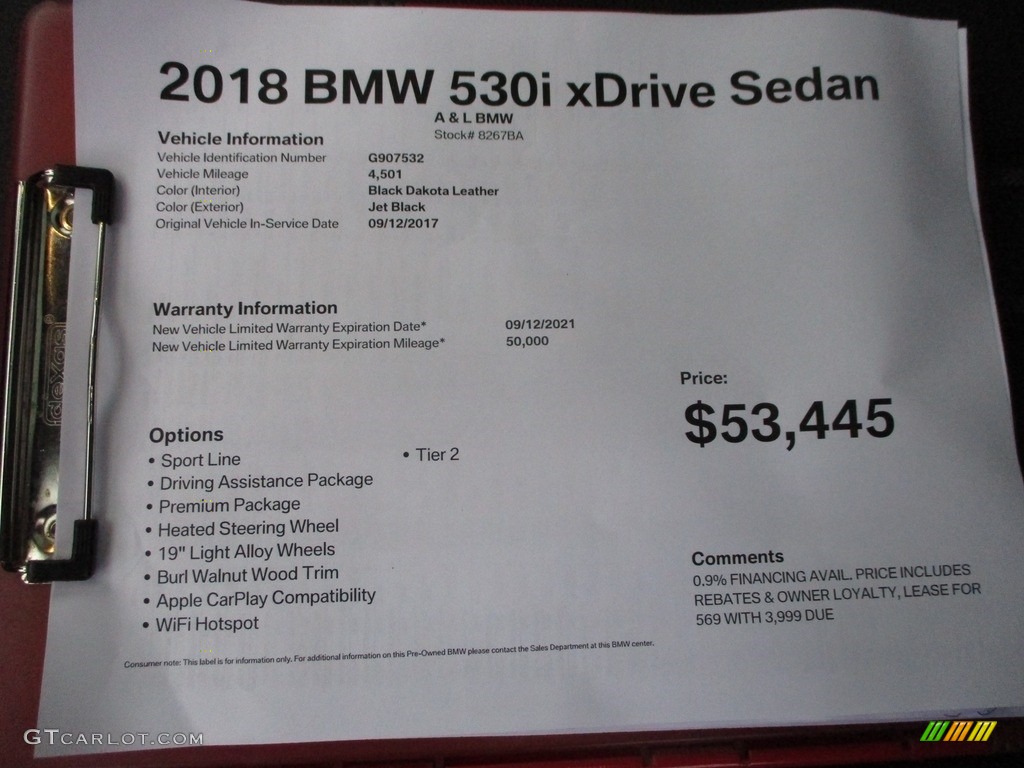 2018 BMW 530i xDrive Sedan
A & L BMW
Stock# 8267BA
Vehicle Information
Vehicle Identification Number G907532
Vehicle Mileage 4,501
Color (Interior) Black Dakota Leather
Color (Exterior) Jet Black
Original Vehicle In-Service Date 09/12/2017
Warranty Information
New Vehicle Limited Warranty Expiration Date* 09/12/2021
New Vehicle Limited Warranty Expiration Mileage* 50,000
Price:
$53,445
Options
• Sport Line
• Driving Assistance Package
• Premium Package
• Heated Steering Wheel
• 19" Light Alloy Wheels
• Burl Walnut Wood Trim
• Apple CarPlay Compatibility
• WiFi Hotspot
• Tier 2
Comments
0.9% FINANCING AVAIL. PRICE INCLUDES
REBATES & OWNER LOYALTY, LEASE FOR
569 WITH 3,999 DUE
Consumer note: This label is for information only. For additional information on this Pre-Owned BMW please contact the Sales Department at this BMW center.
dexas
GTCARLOT.COM